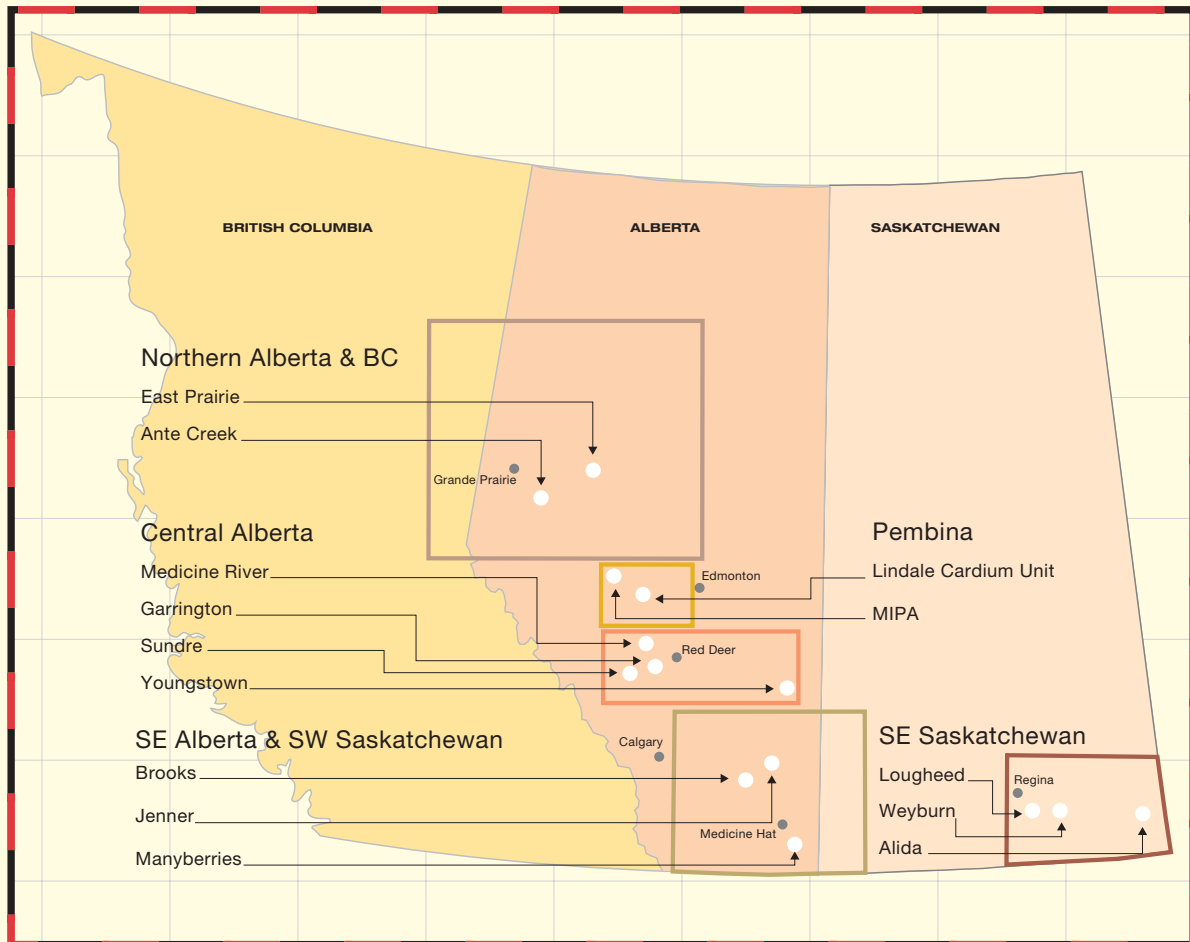 BRITISH COLUMBIA
ALBERTA
SASKATCHEWAN
Northern Alberta & BC
East Prairie
Ante Creek
Grande Prairie
Central Alberta
Medicine River
Garrington
Sundre
Youngstown
Pembina
Lindale Cardium Unit
MIPA
Edmonton
Red Deer
SE Alberta & SW Saskatchewan
Brooks
Jenner
Manyberries
Calgary
Medicine Hat
SE Saskatchewan
Lougheed
Weyburn
Alida
Regina